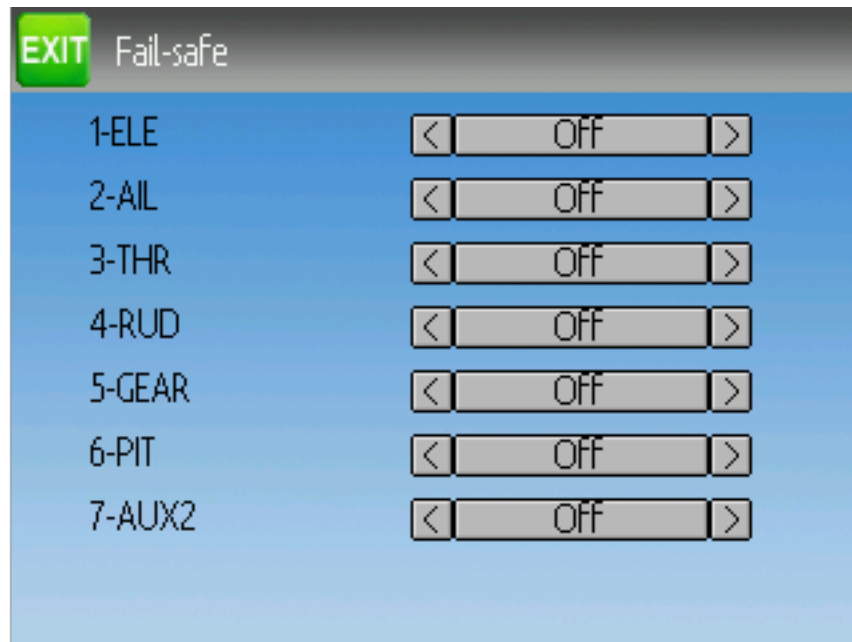 EXIT Fail-safe
1-ELE < Off >
2-AIL < Off >
3-THR < Off >
4-RUD < Off >
5-GEAR < Off >
6-PIT < Off >
7-AUX2 < Off >